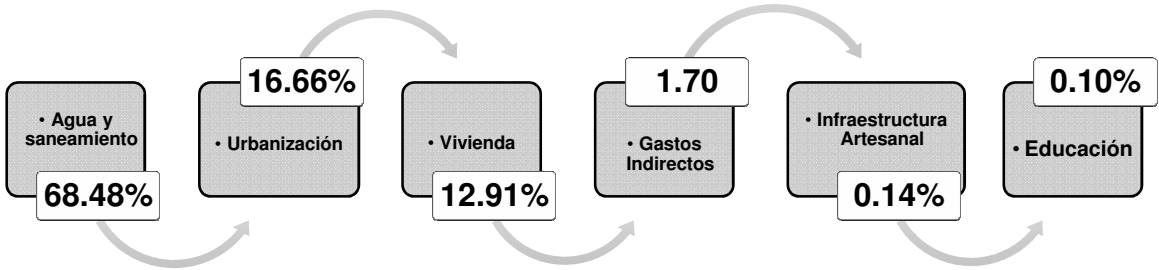 • Agua y
saneamiento
68.48%
16.66%
• Urbanización
• Vivienda
12.91%
1.70
• Gastos
Indirectos
• Infraestructura
Artesanal
0.14%
0.10%
• Educación